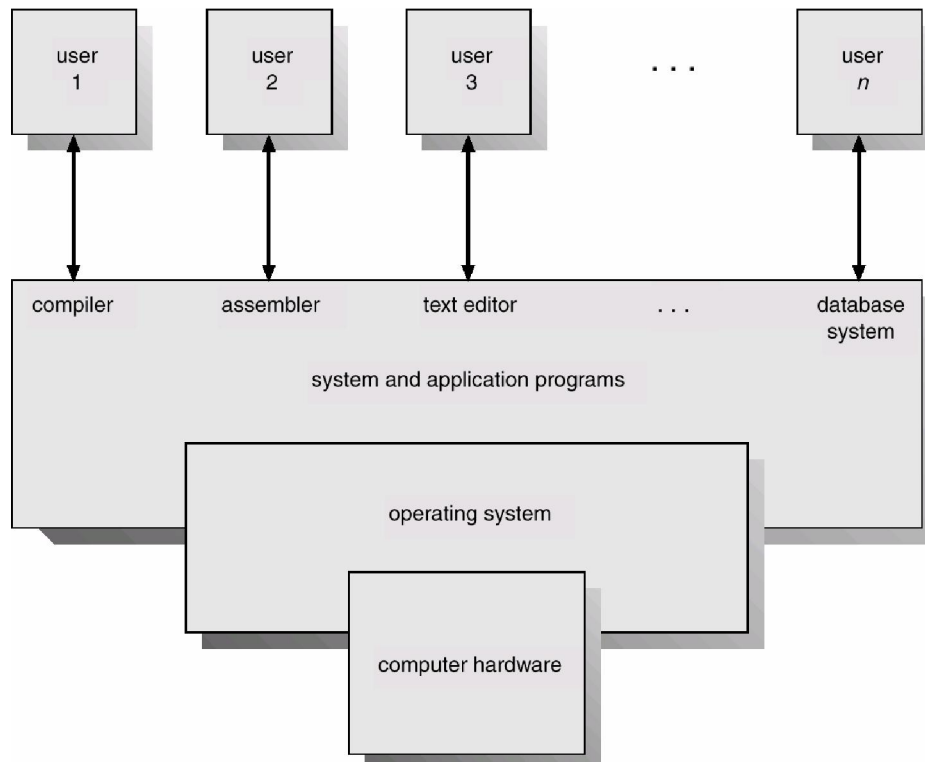 user
1
user
2
user
3
. . .
user
n
compiler
assembler
text editor
. . .
database
system
system and application programs
operating system
computer hardware